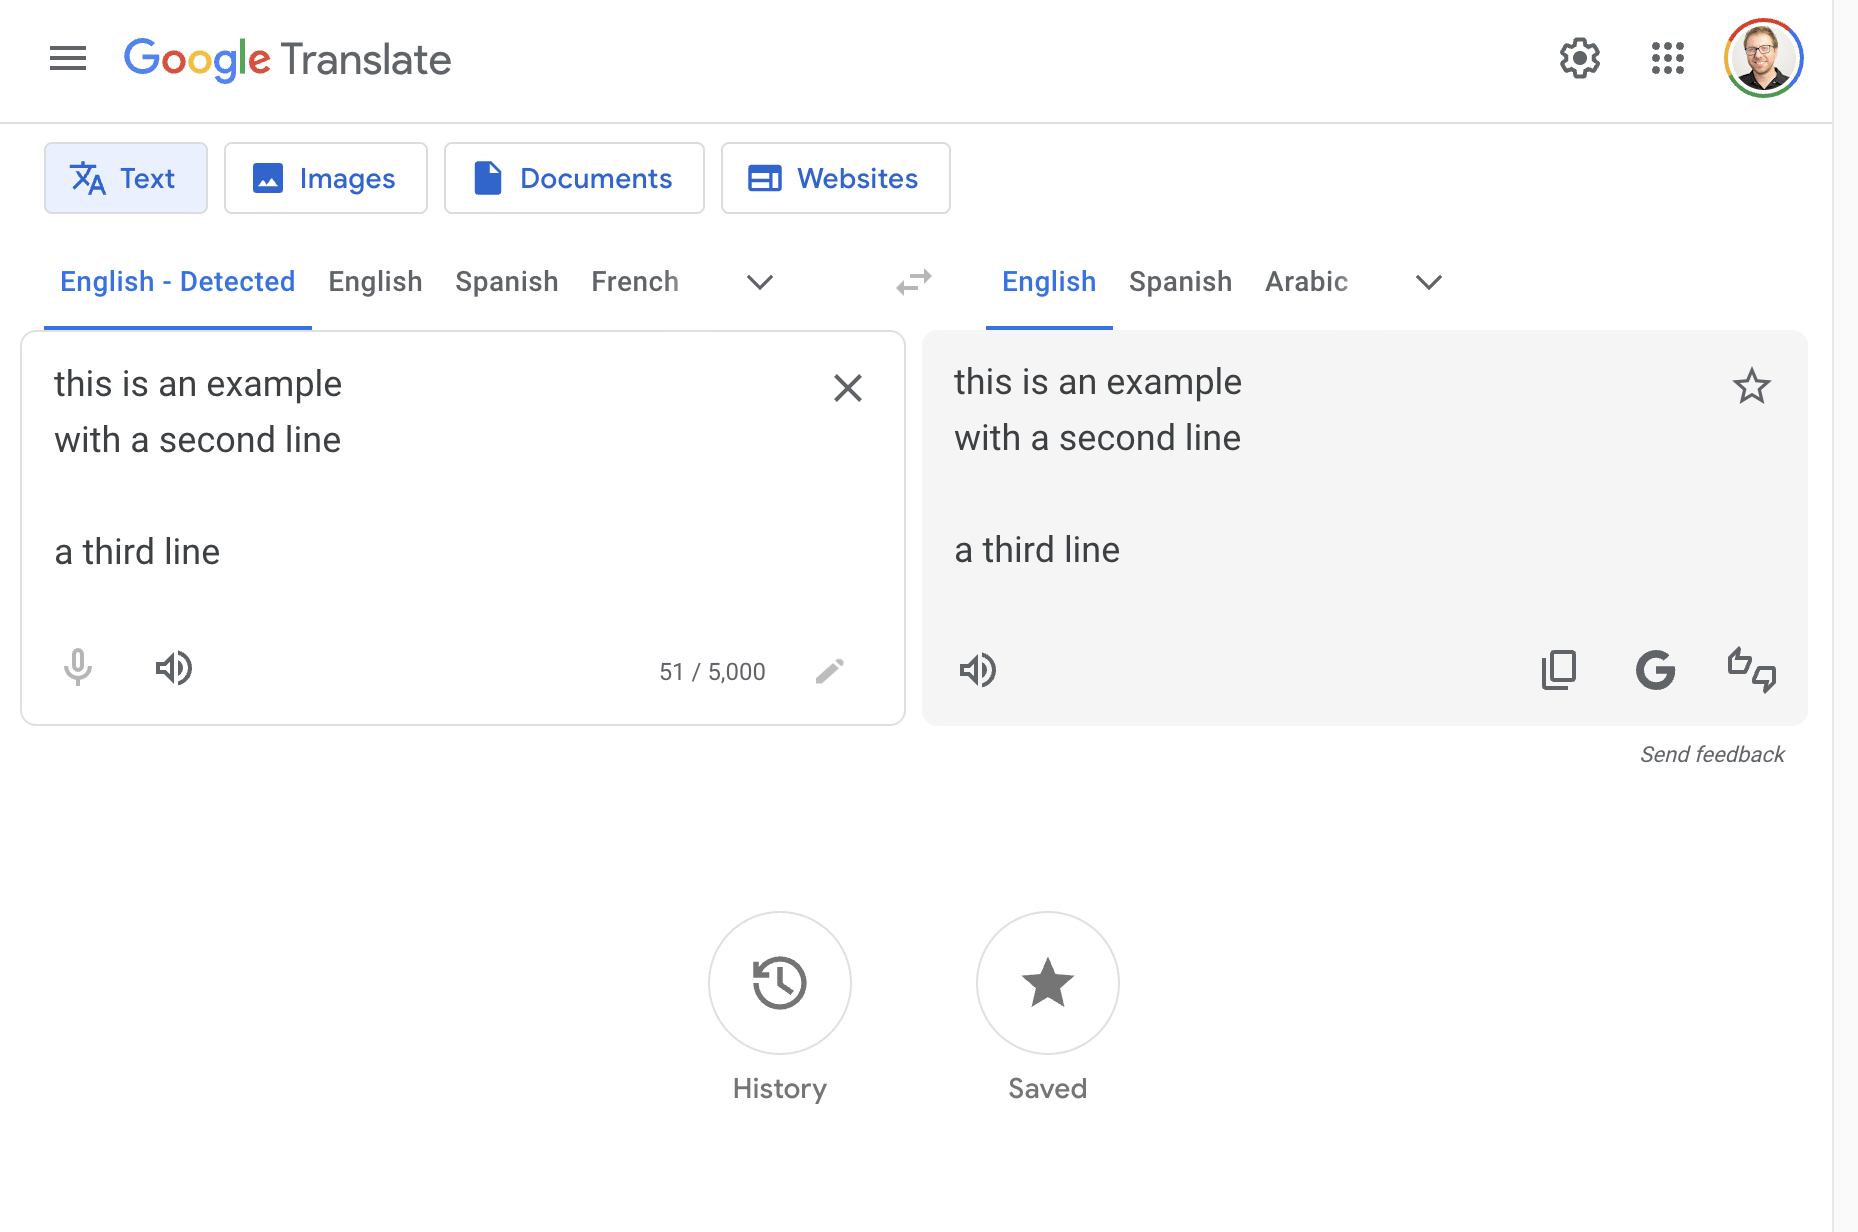 Google Translate
Text
Images
Documents
Websites
English - Detected
English
Spanish
French
English
Spanish
Arabic
this is an example
with a second line
a third line
51 / 5,000
this is an example
with a second line
a third line
Send feedback
History
Saved